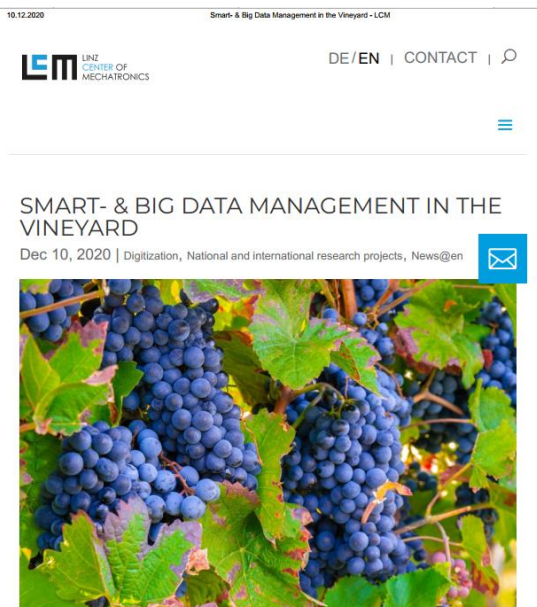 10.12.2020 Smart- & Big Data Management in the Vineyard - LCM
LCM LINZ
CENTER OF
MECHATRONICS
DE/EN | CONTACT |
SMART- & BIG DATA MANAGEMENT IN THE
VINEYARD
Dec 10, 2020 | Digitization, National and international research projects, News@en